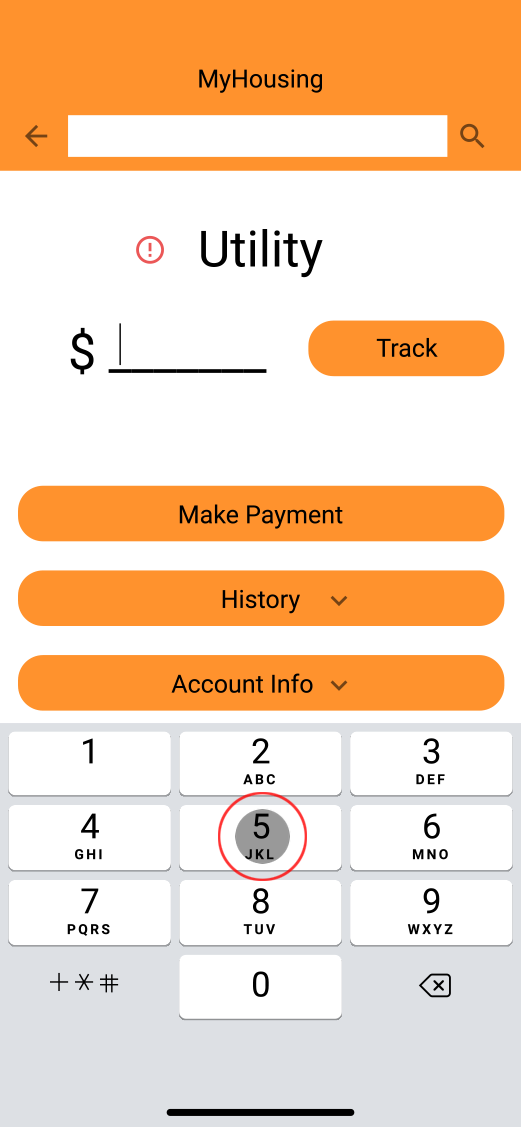 MyHousing
Utility
$ _______
Track
Make Payment
History
Account Info
1
2
ABC
3
DEF
4
GHI
5
JKL
6
MNO
7
PQRS
8
TUV
9
WXYZ
+*#
0